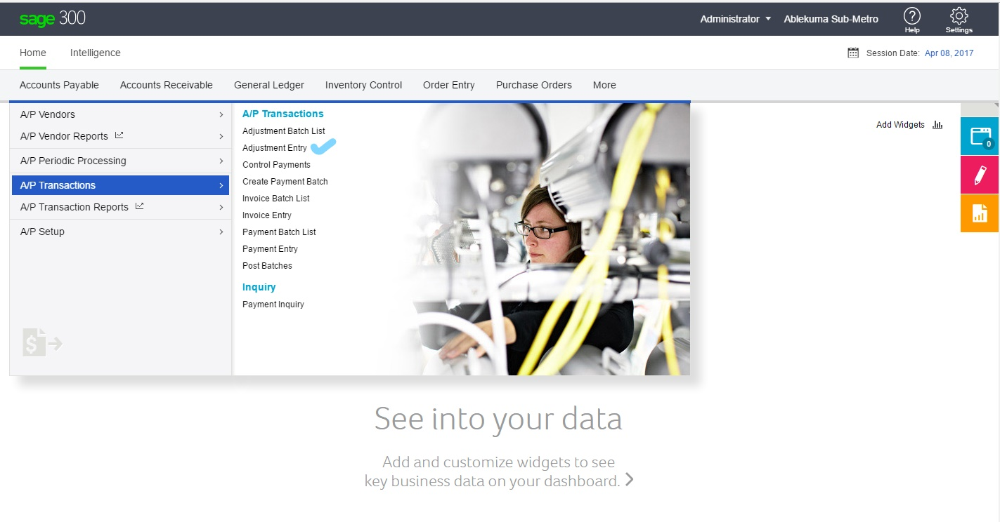 sage 300
Administrator
Ablekuma Sub-Metro
Help
Settings
Home
Intelligence
Session Date: Apr 08, 2017
Accounts Payable
Accounts Receivable
General Ledger
Inventory Control
Order Entry
Purchase Orders
More
A/P Vendors
A/P Vendor Reports
A/P Periodic Processing
A/P Transactions
A/P Transaction Reports
A/P Setup
$
A/P Transactions
Adjustment Batch List
Adjustment Entry
Control Payments
Create Payment Batch
Invoice Batch List
Invoice Entry
Payment Batch List
Payment Entry
Post Batches
Inquiry
Payment Inquiry
Add Widgets
0
See into your data
Add and customize widgets to see
key business data on your dashboard.